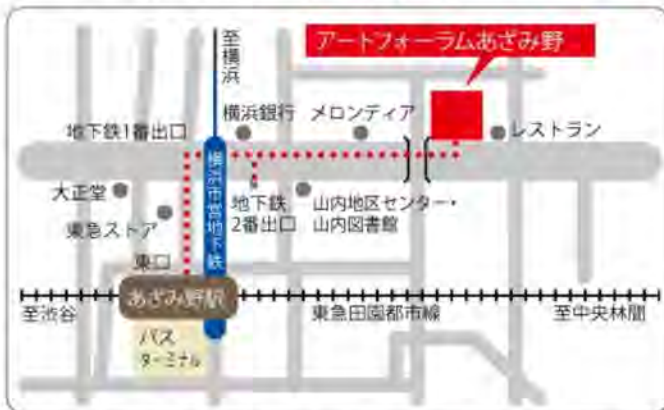 至横浜
アートフォーラムあざみ野
地下鉄1番出口
横浜銀行
メロンディア
レストラン
横浜市営地下鉄
大正堂
東急ストア
地下鉄
2番出口
山内地区センター・
山内図書館
東口
あざみ野駅
至渋谷
東急田園都市線
至中央林間
バス
ターミナル